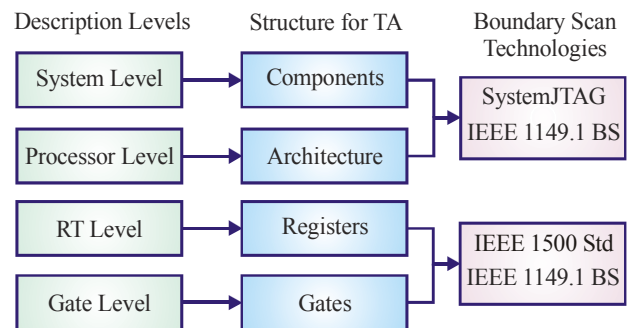 Description Levels
Structure for TA
Boundary Scan
Technologies
System Level
Components
SystemJTAG
IEEE 1149.1 BS
Processor Level
Architecture
RT Level
Registers
IEEE 1500 Std
IEEE 1149.1 BS
Gate Level
Gates